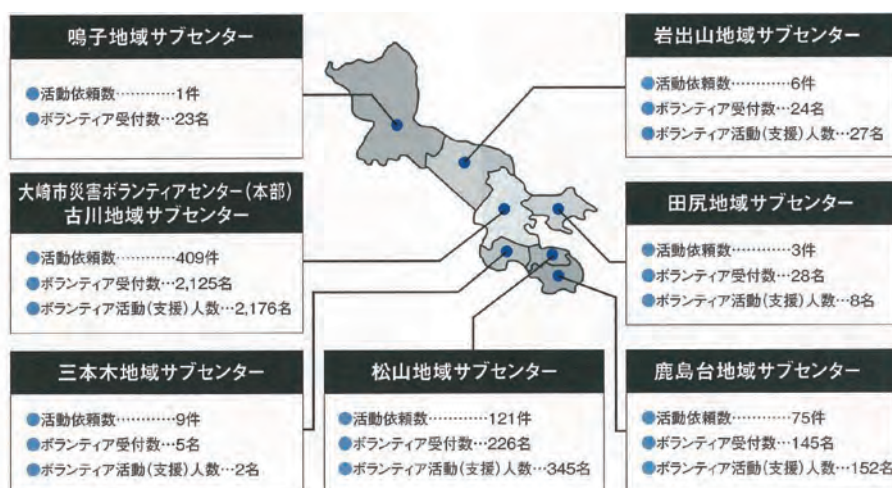 鳴子地域サブセンター
●活動依頼数…………1件
●ボランティア受付数…23名
岩出山地域サブセンター
●活動依頼数…………6件
●ボランティア受付数…24名
●ボランティア活動(支援)人数…27名
大崎市災害ボランティアセンター(本部)
古川地域サブセンター
●活動依頼数…………409件
●ボランティア受付数…2,125名
●ボランティア活動(支援)人数…2,176名
田尻地域サブセンター
●活動依頼数…………3件
●ボランティア受付数…28名
●ボランティア活動(支援)人数…8名
三本木地域サブセンター
●活動依頼数…………9件
●ボランティア受付数…5名
●ボランティア活動(支援)人数…2名
松山地域サブセンター
●活動依頼数…………121件
●ボランティア受付数…226名
●ボランティア活動(支援)人数…345名
鹿島台地域サブセンター
●活動依頼数…………75件
●ボランティア受付数…145名
●ボランティア活動(支援)人数…152名